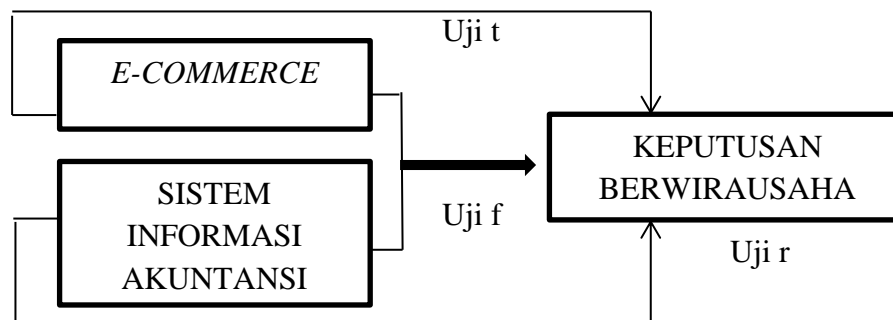 Uji t
E-COMMERCE
SISTEM
INFORMASI
AKUNTANSI
Uji f
KEPUTUSAN
BERWIRAUSAHA
Uji r